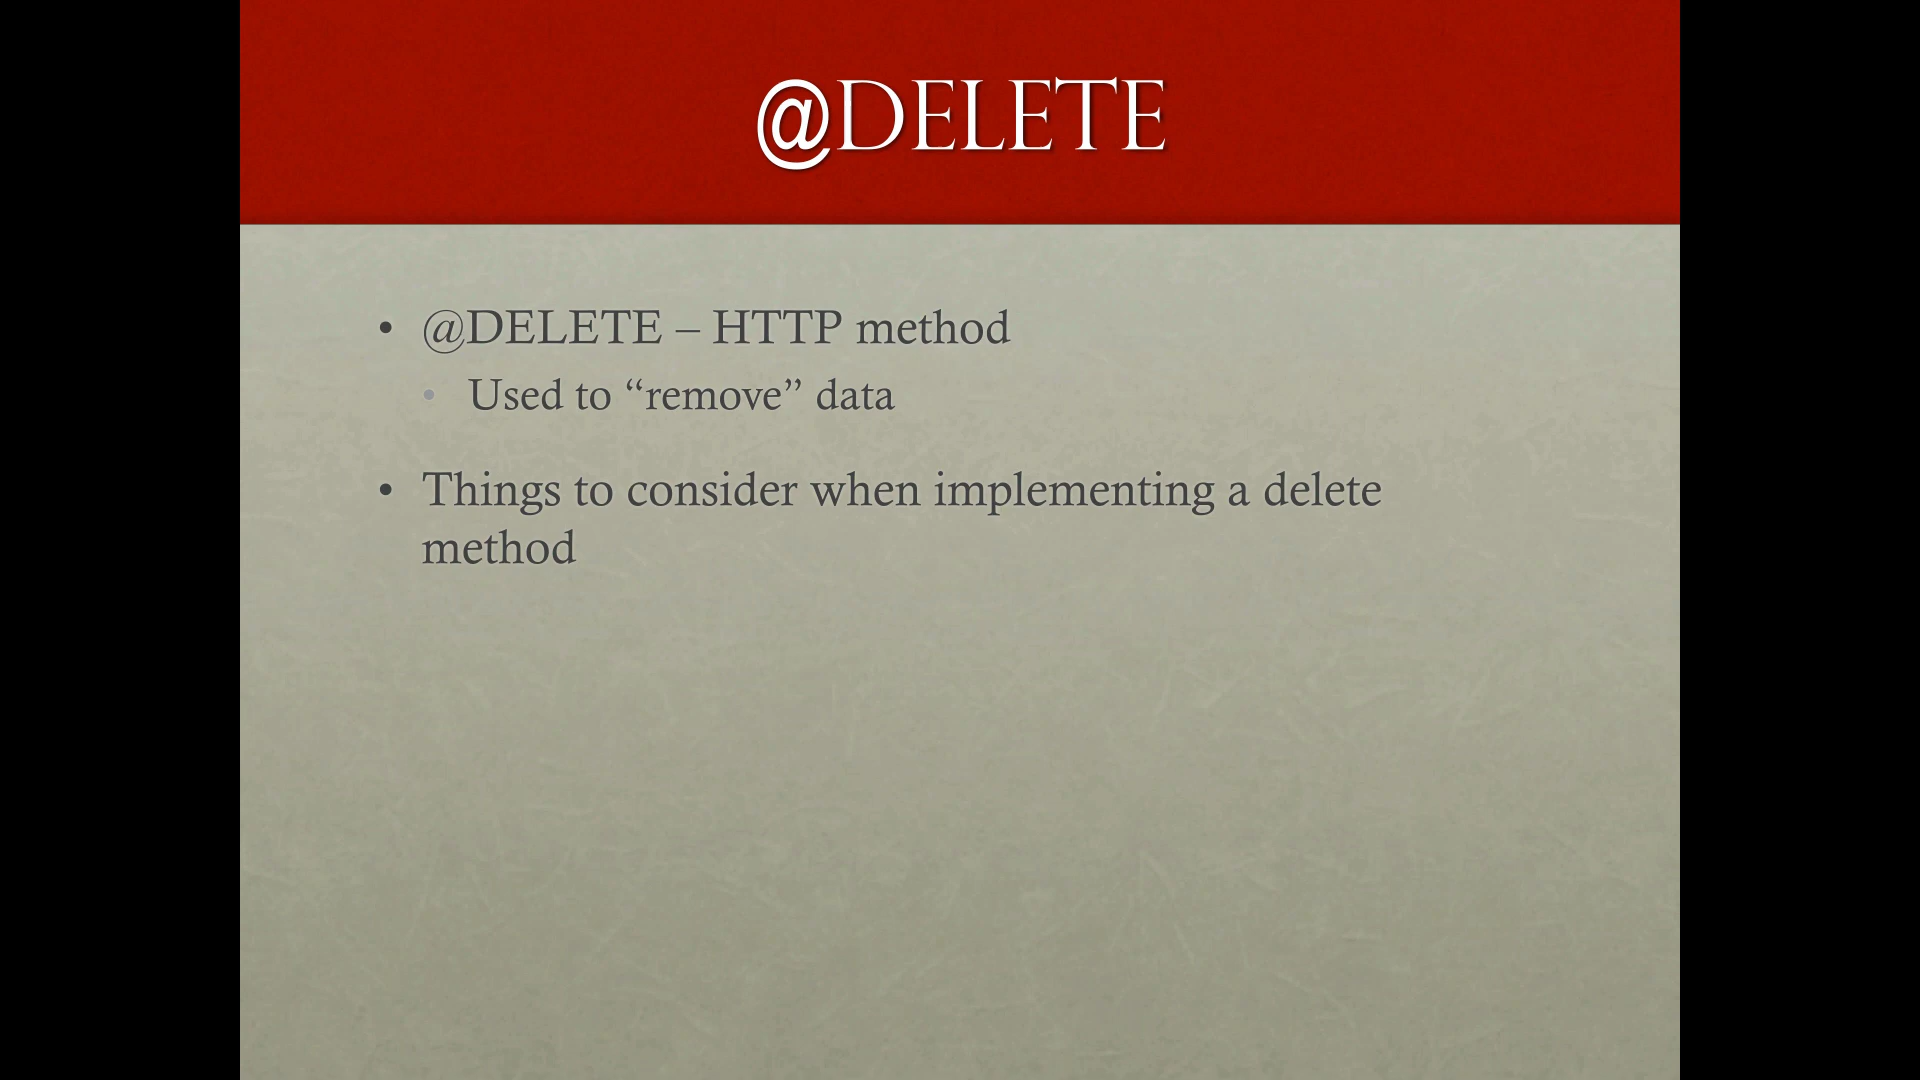 @DELETE
• @DELETE – HTTP method
• Used to “remove” data
• Things to consider when implementing a delete
method